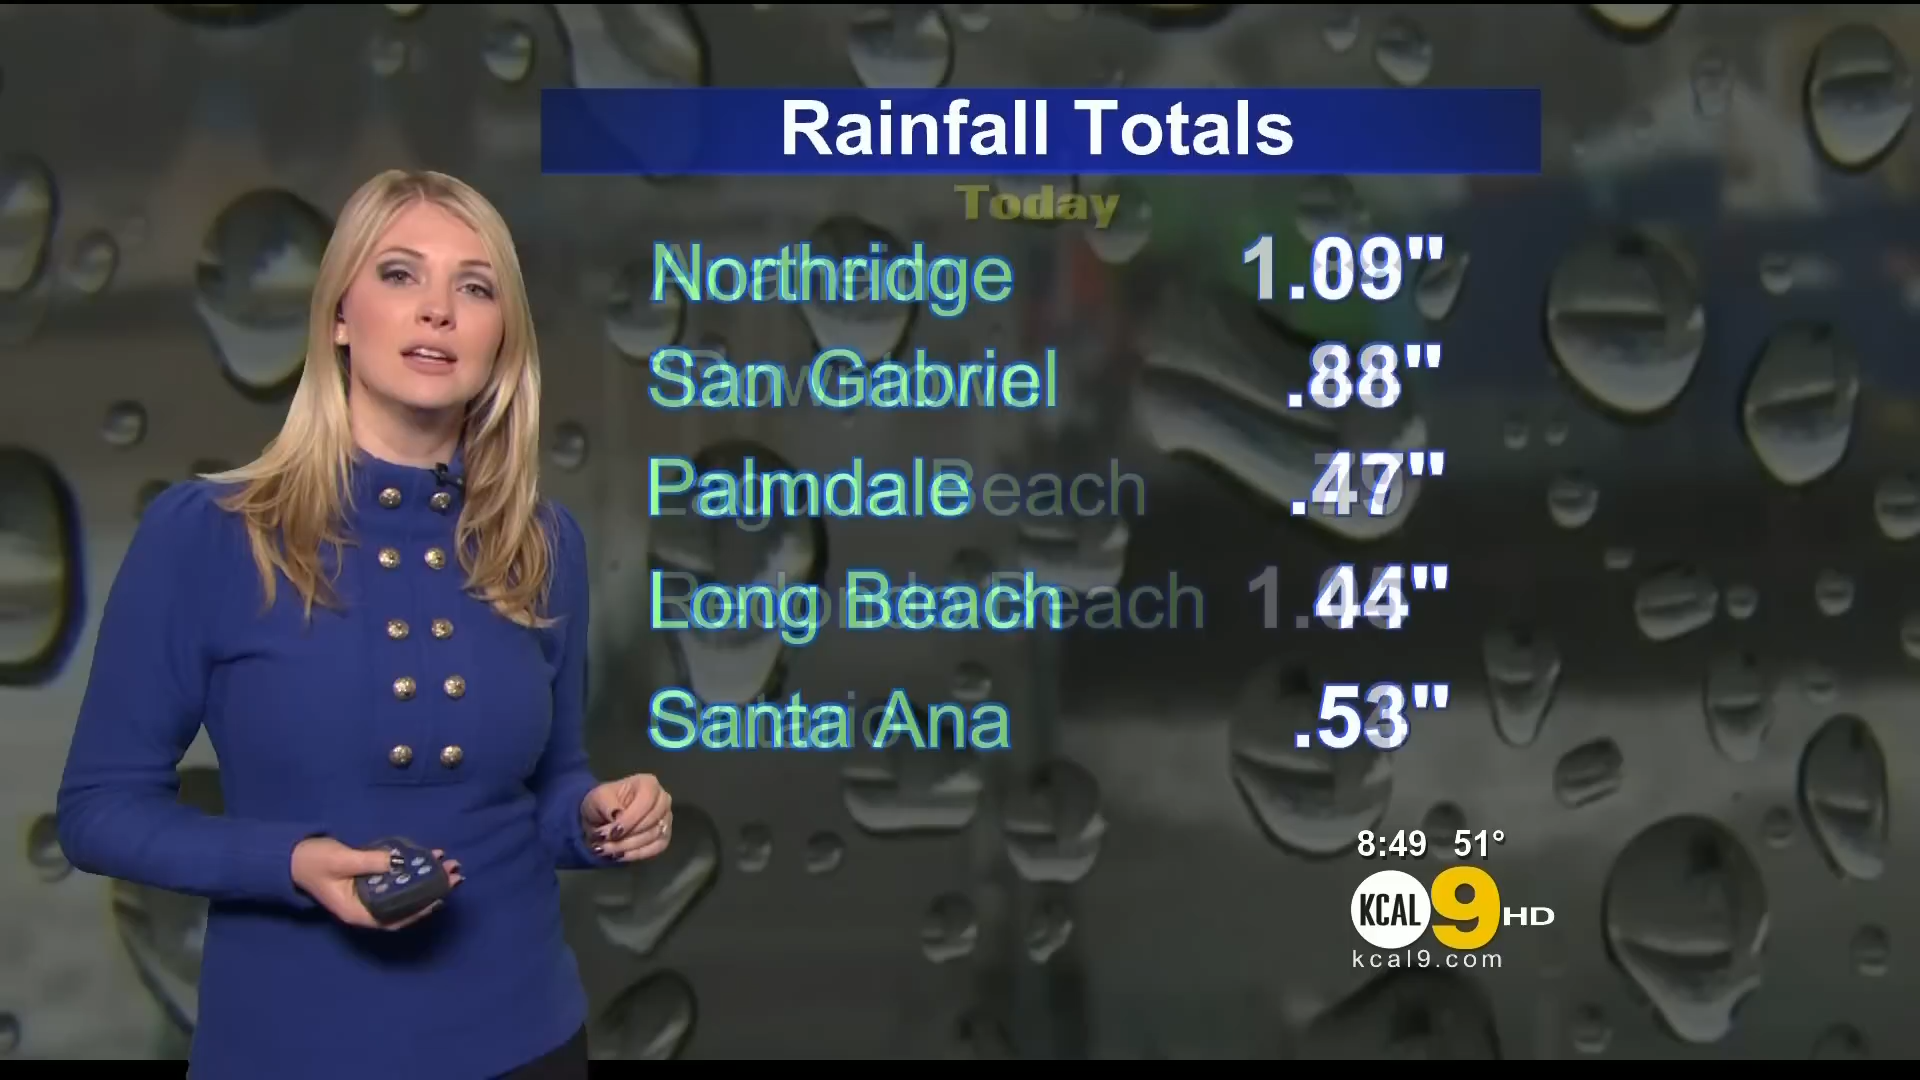 Rainfall Totals
Today
Northridge 1.09"
San Gabriel .88"
Palmdale .47"
Long Beach .44"
Santa Ana .53"
8:49 51°
KCAL 9 HD
kcal9.com